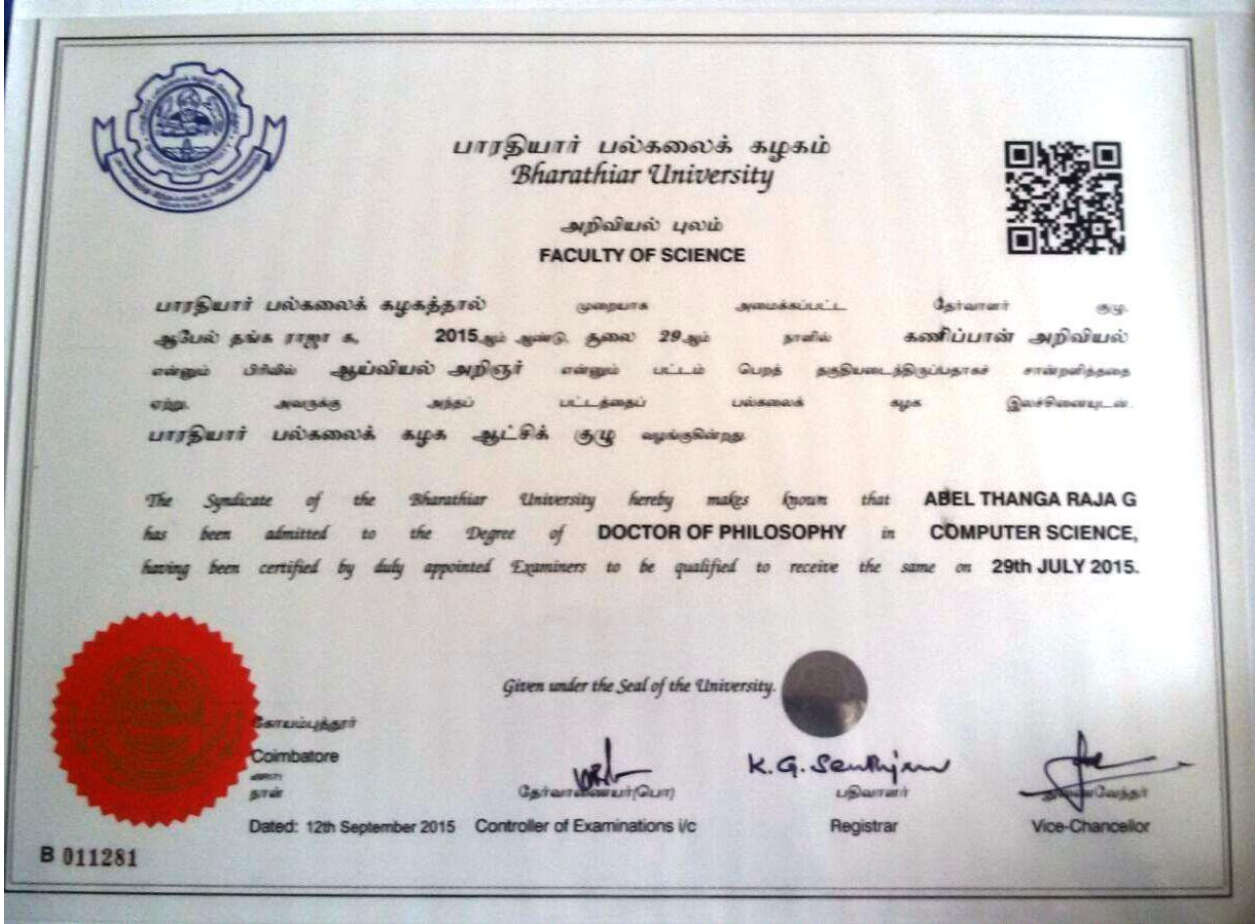 பாரதியார் பல்கலைக் கழகம்
Bharathiar University
அறிவியல் புலம்
FACULTY OF SCIENCE
பாரதியார் பல்கலைக் கழகத்தால் முறையாக அமைக்கப்பட்ட தேர்வாளர் குழு,
ஆபேல் தங்க ராஜா க, 2015ஆம் ஆண்டு, சூலை 29ஆம் நாளில் கணிப்பான் அறிவியல்
என்னும் பிரிவில் ஆய்வியல் அறிஞர் என்னும் பட்டம் பெறத் தகுதியடைந்திருப்பதாகச் சான்றளித்ததை
ஏற்று, அவருக்கு அந்தப் பட்டத்தைப் பல்கலைக் கழக இலச்சினையுடன்,
பாரதியார் பல்கலைக் கழக ஆட்சிக் குழு வழங்குகின்றது.
The Syndicate of the Bharathiar University hereby makes known that ABEL THANGA RAJA G
has been admitted to the Degree of DOCTOR OF PHILOSOPHY in COMPUTER SCIENCE,
having been certified by duly appointed Examiners to be qualified to receive the same on 29th JULY 2015.
Given under the Seal of the University.
கோயம்புத்தூர்
Coimbatore
நாள்
Dated: 12th September 2015
தேர்வாணையர்(பொ)
Controller of Examinations i/c
K. G. Senthil
பதிவாளர்
Registrar
துணைவேந்தர்
Vice-Chancellor
B 011281